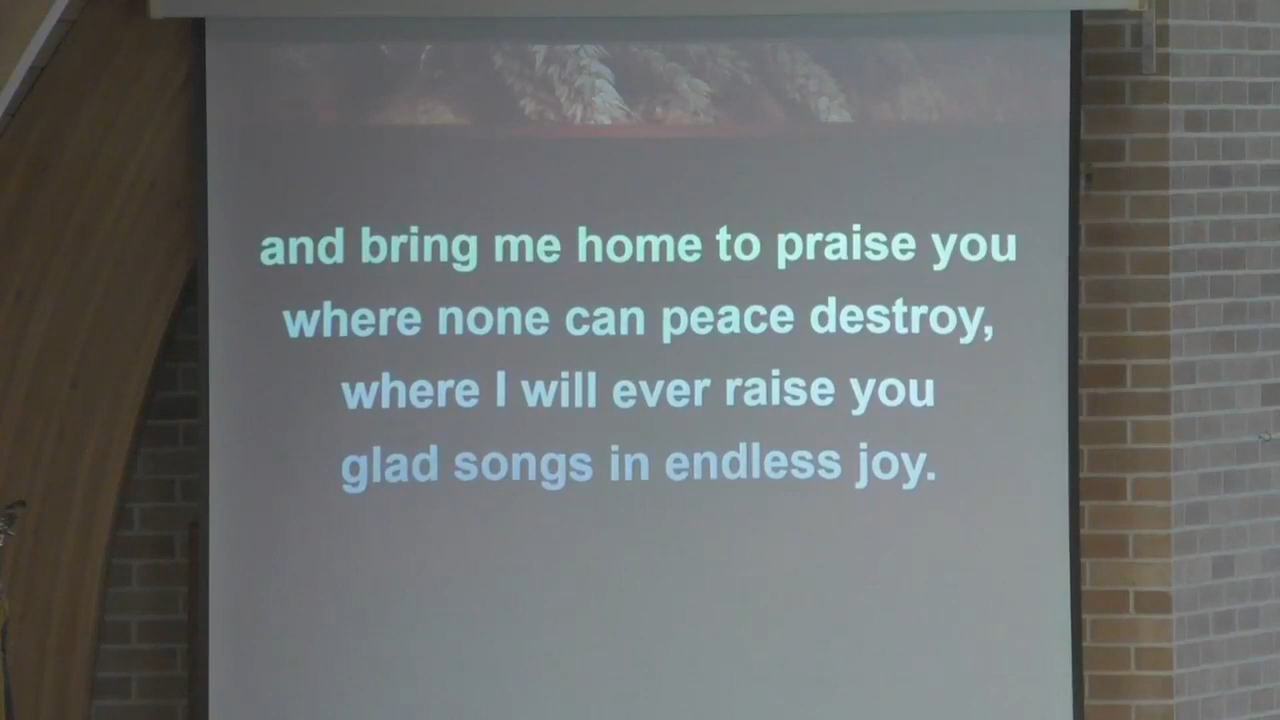 and bring me home to praise you
where none can peace destroy,
where I will ever raise you
glad songs in endless joy.